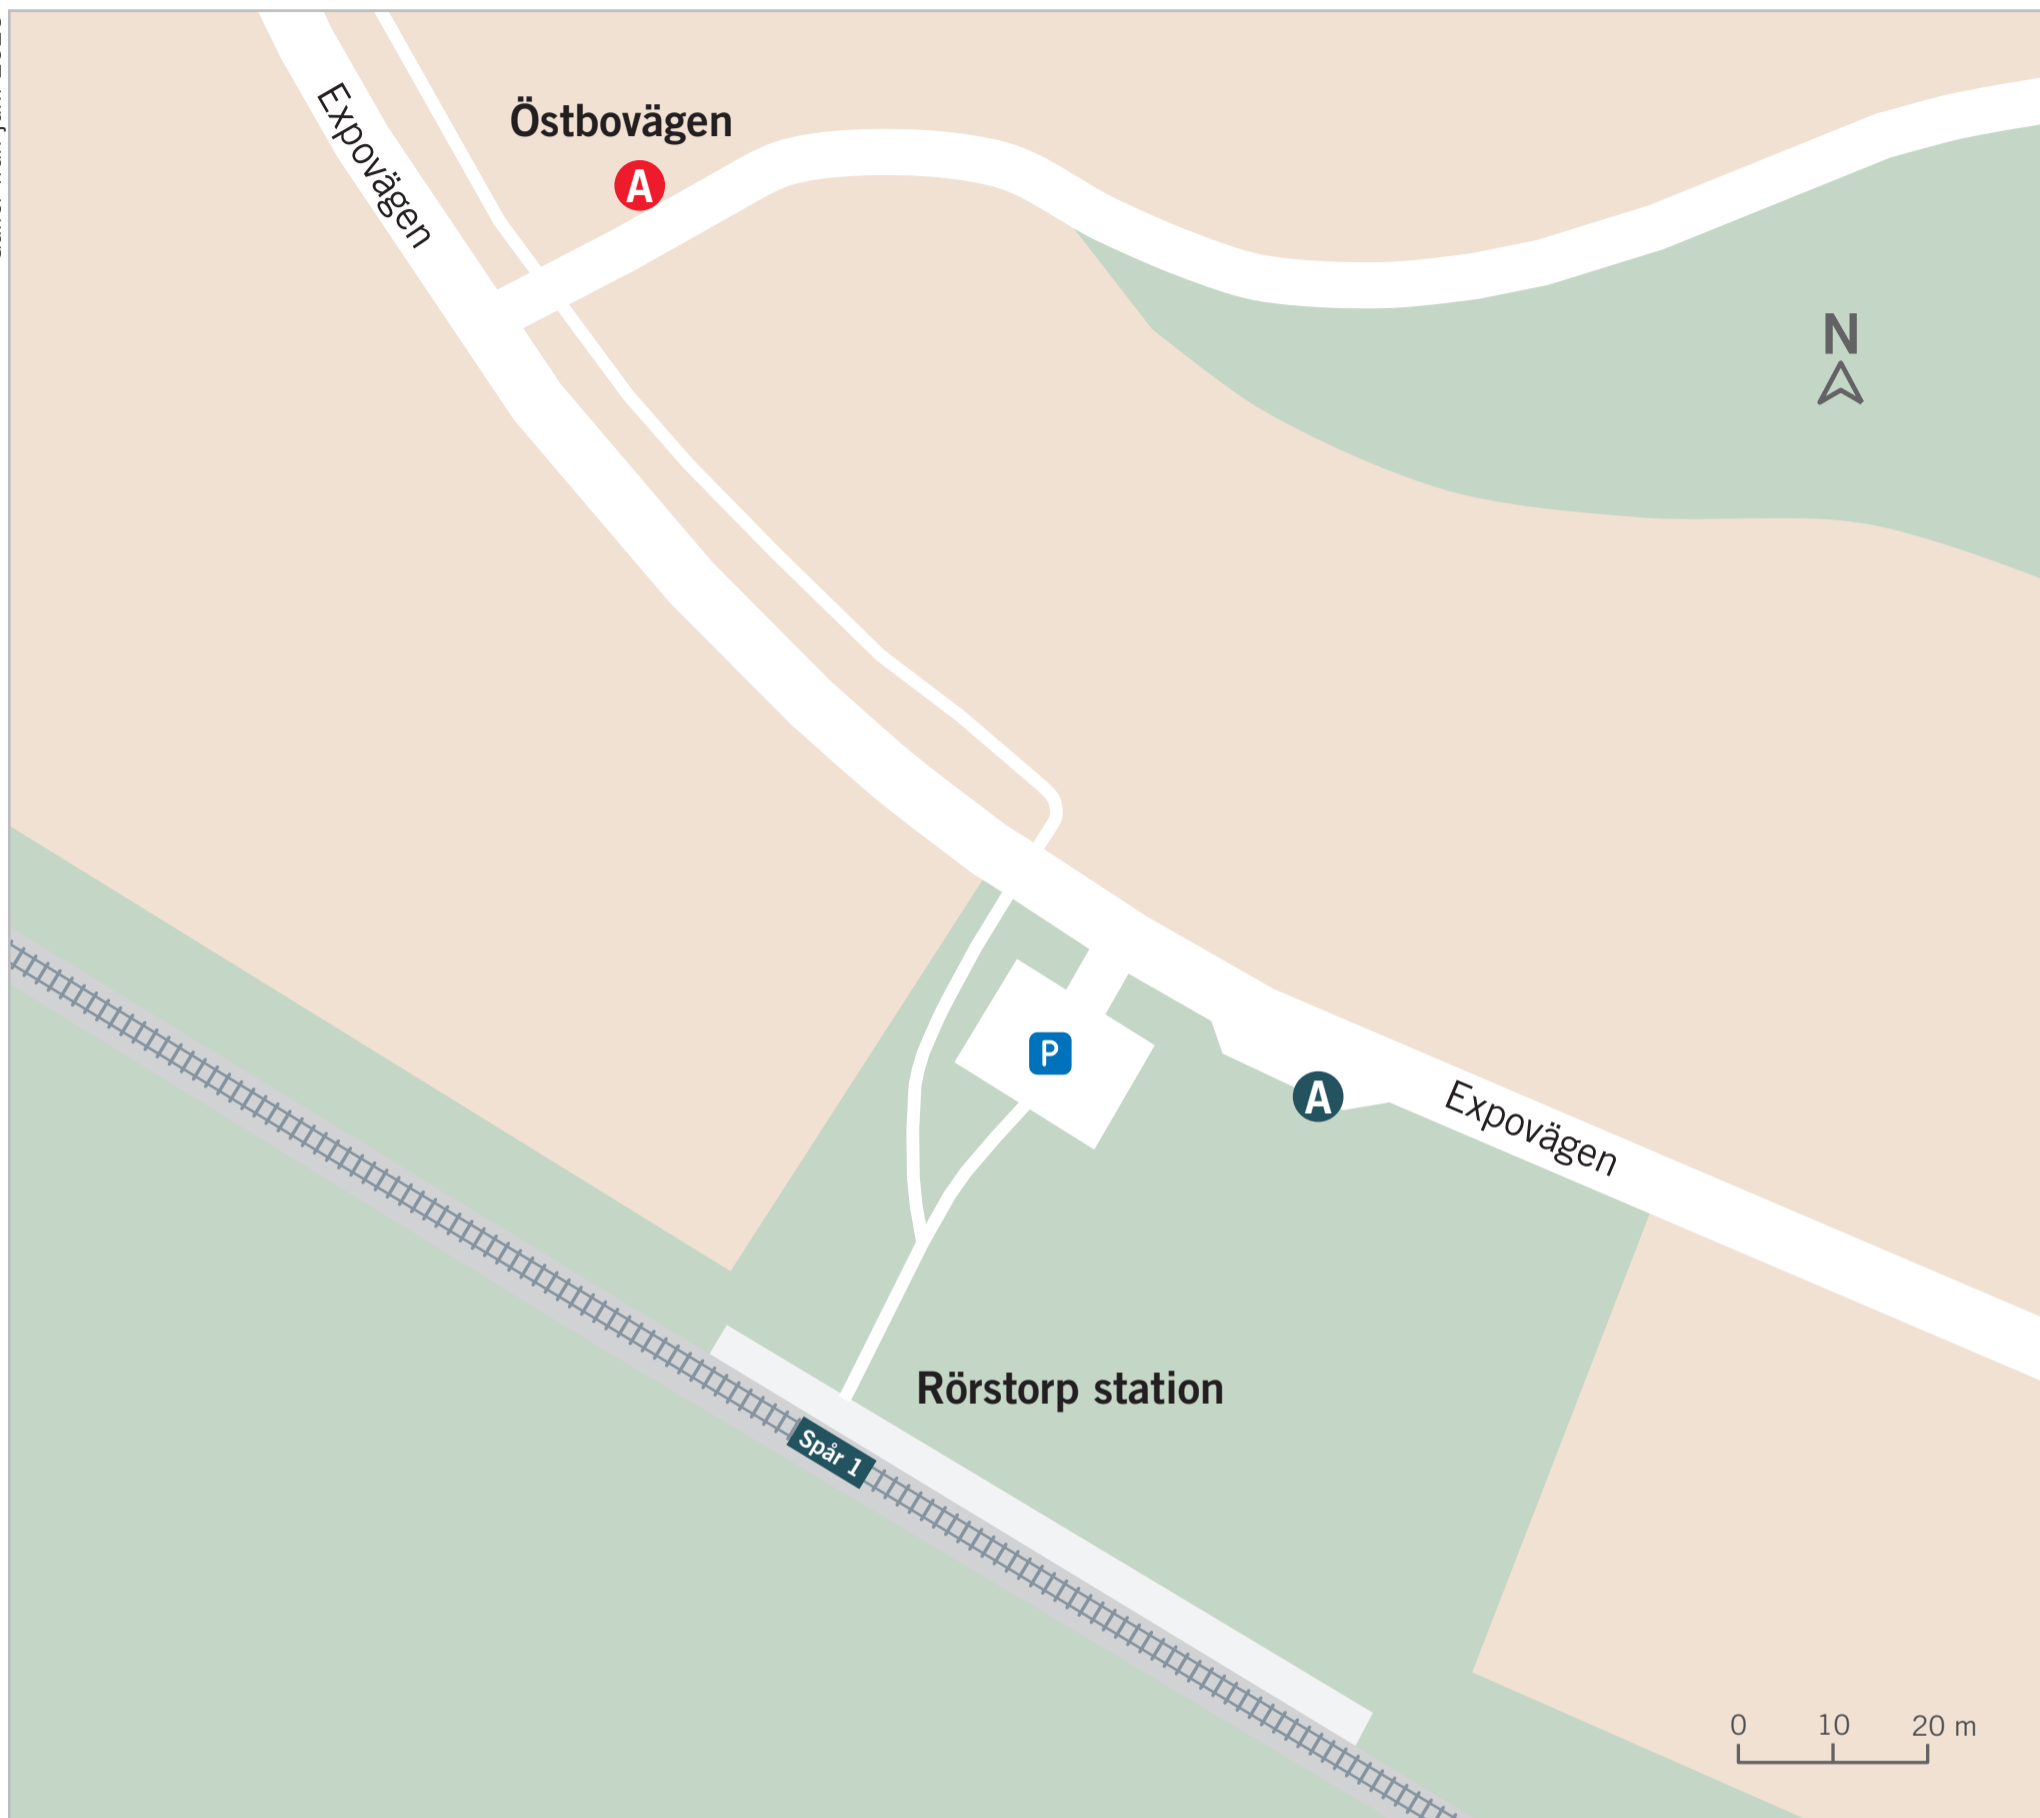 Expovägen
Östbovägen
A
N
P
A
Expovägen
Rörstorp station
Spår 1
0 10 20 m